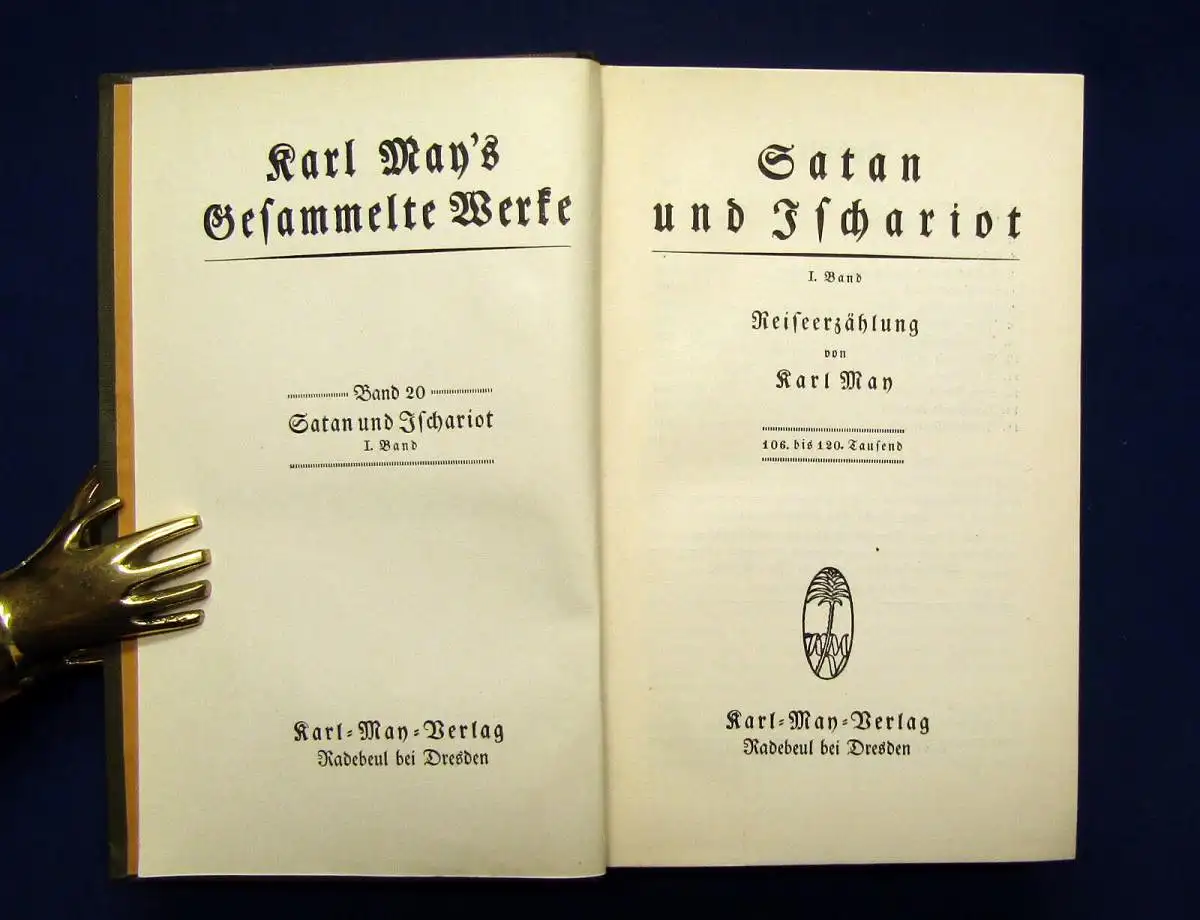 Karl May's
Gesammelte Werke
Band 20
Satan und Ischariot
I. Band
Karl-May-Verlag
Radebeul bei Dresden
Satan
und Ischariot
I. Band
Reiseerzählung
von
Karl May
106. bis 120. Tausend
Karl-May-Verlag
Radebeul bei Dresden